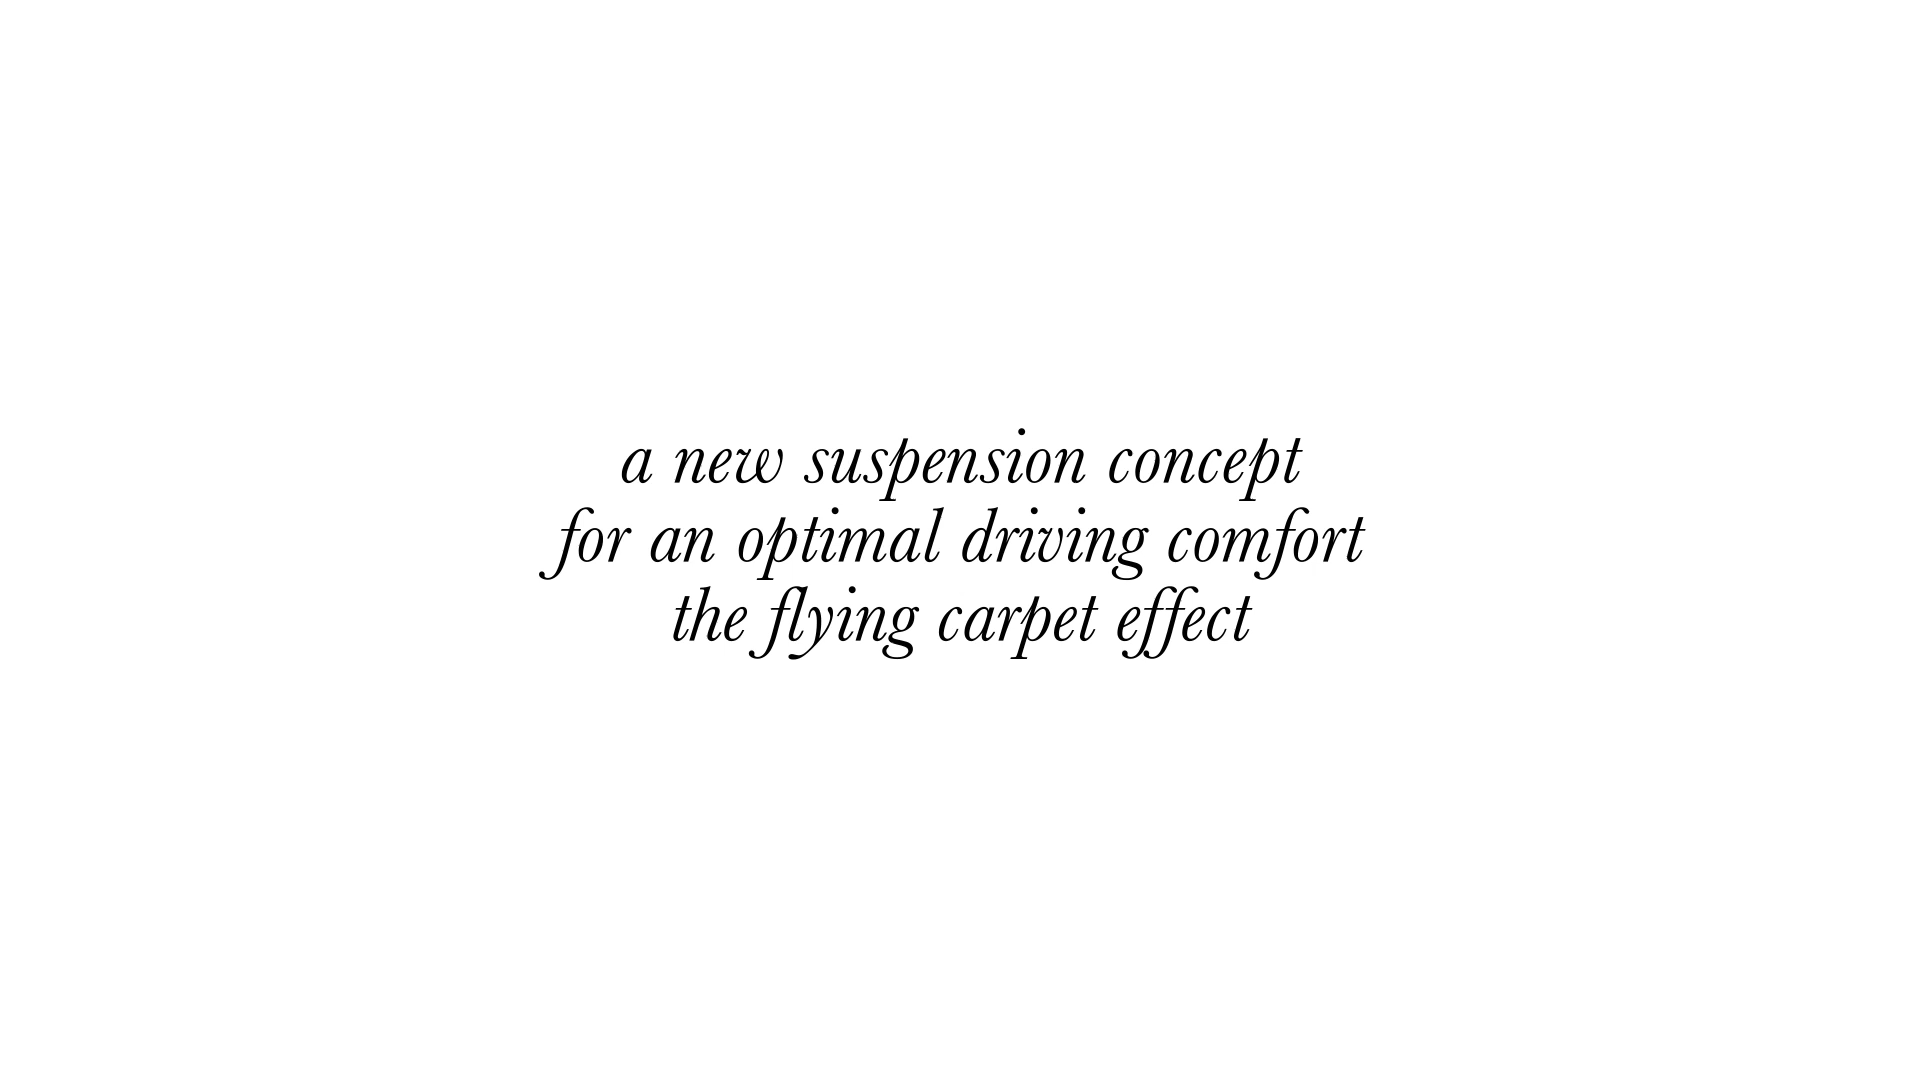 a new suspension concept
for an optimal driving comfort
the flying carpet effect